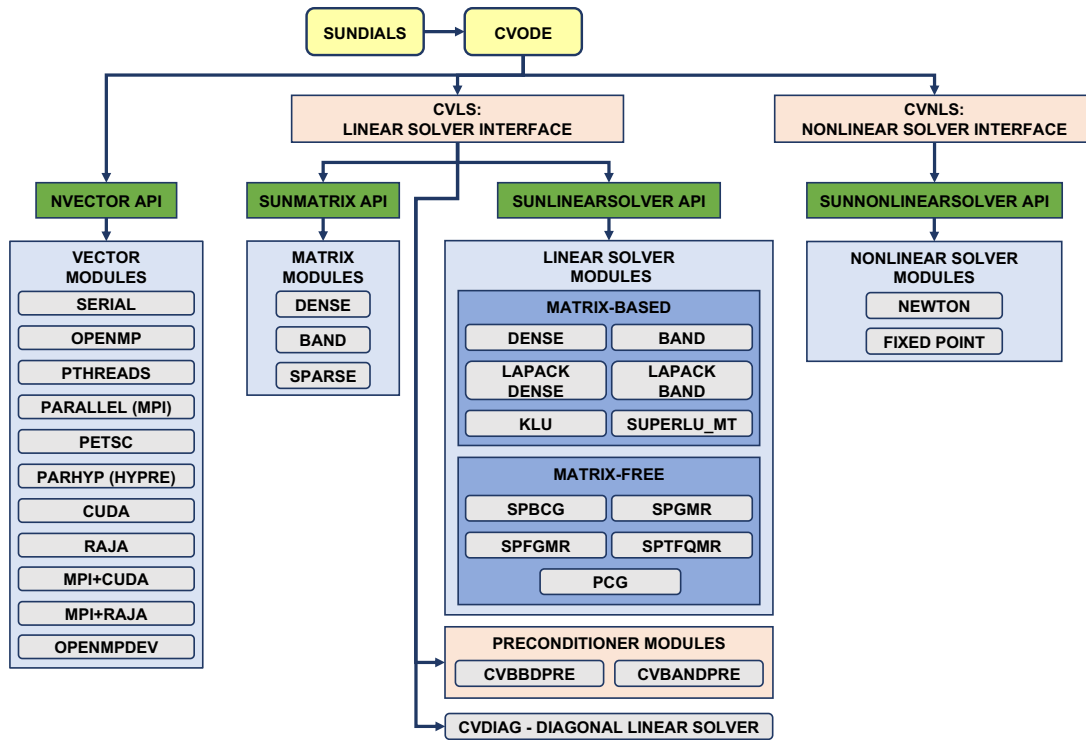 SUNDIALS
CVODE
CVLS:
LINEAR SOLVER INTERFACE
CVNLS:
NONLINEAR SOLVER INTERFACE
NVECTOR API
SUNMATRIX API
SUNLINEARSOLVER API
SUNNONLINEARSOLVER API
VECTOR
MODULES
SERIAL
OPENMP
PTHREADS
PARALLEL (MPI)
PETSC
PARHYP (HYPRE)
CUDA
RAJA
MPI+CUDA
MPI+RAJA
OPENMPDEV
MATRIX
MODULES
DENSE
BAND
SPARSE
LINEAR SOLVER
MODULES
MATRIX-BASED
DENSE
BAND
LAPACK
DENSE
LAPACK
BAND
KLU
SUPERLU_MT
MATRIX-FREE
SPBCG
SPGMR
SPFGMR
SPTFQMR
PCG
PRECONDITIONER MODULES
CVBBDPRE
CVBANDPRE
CVDIAG - DIAGONAL LINEAR SOLVER
NONLINEAR SOLVER
MODULES
NEWTON
FIXED POINT